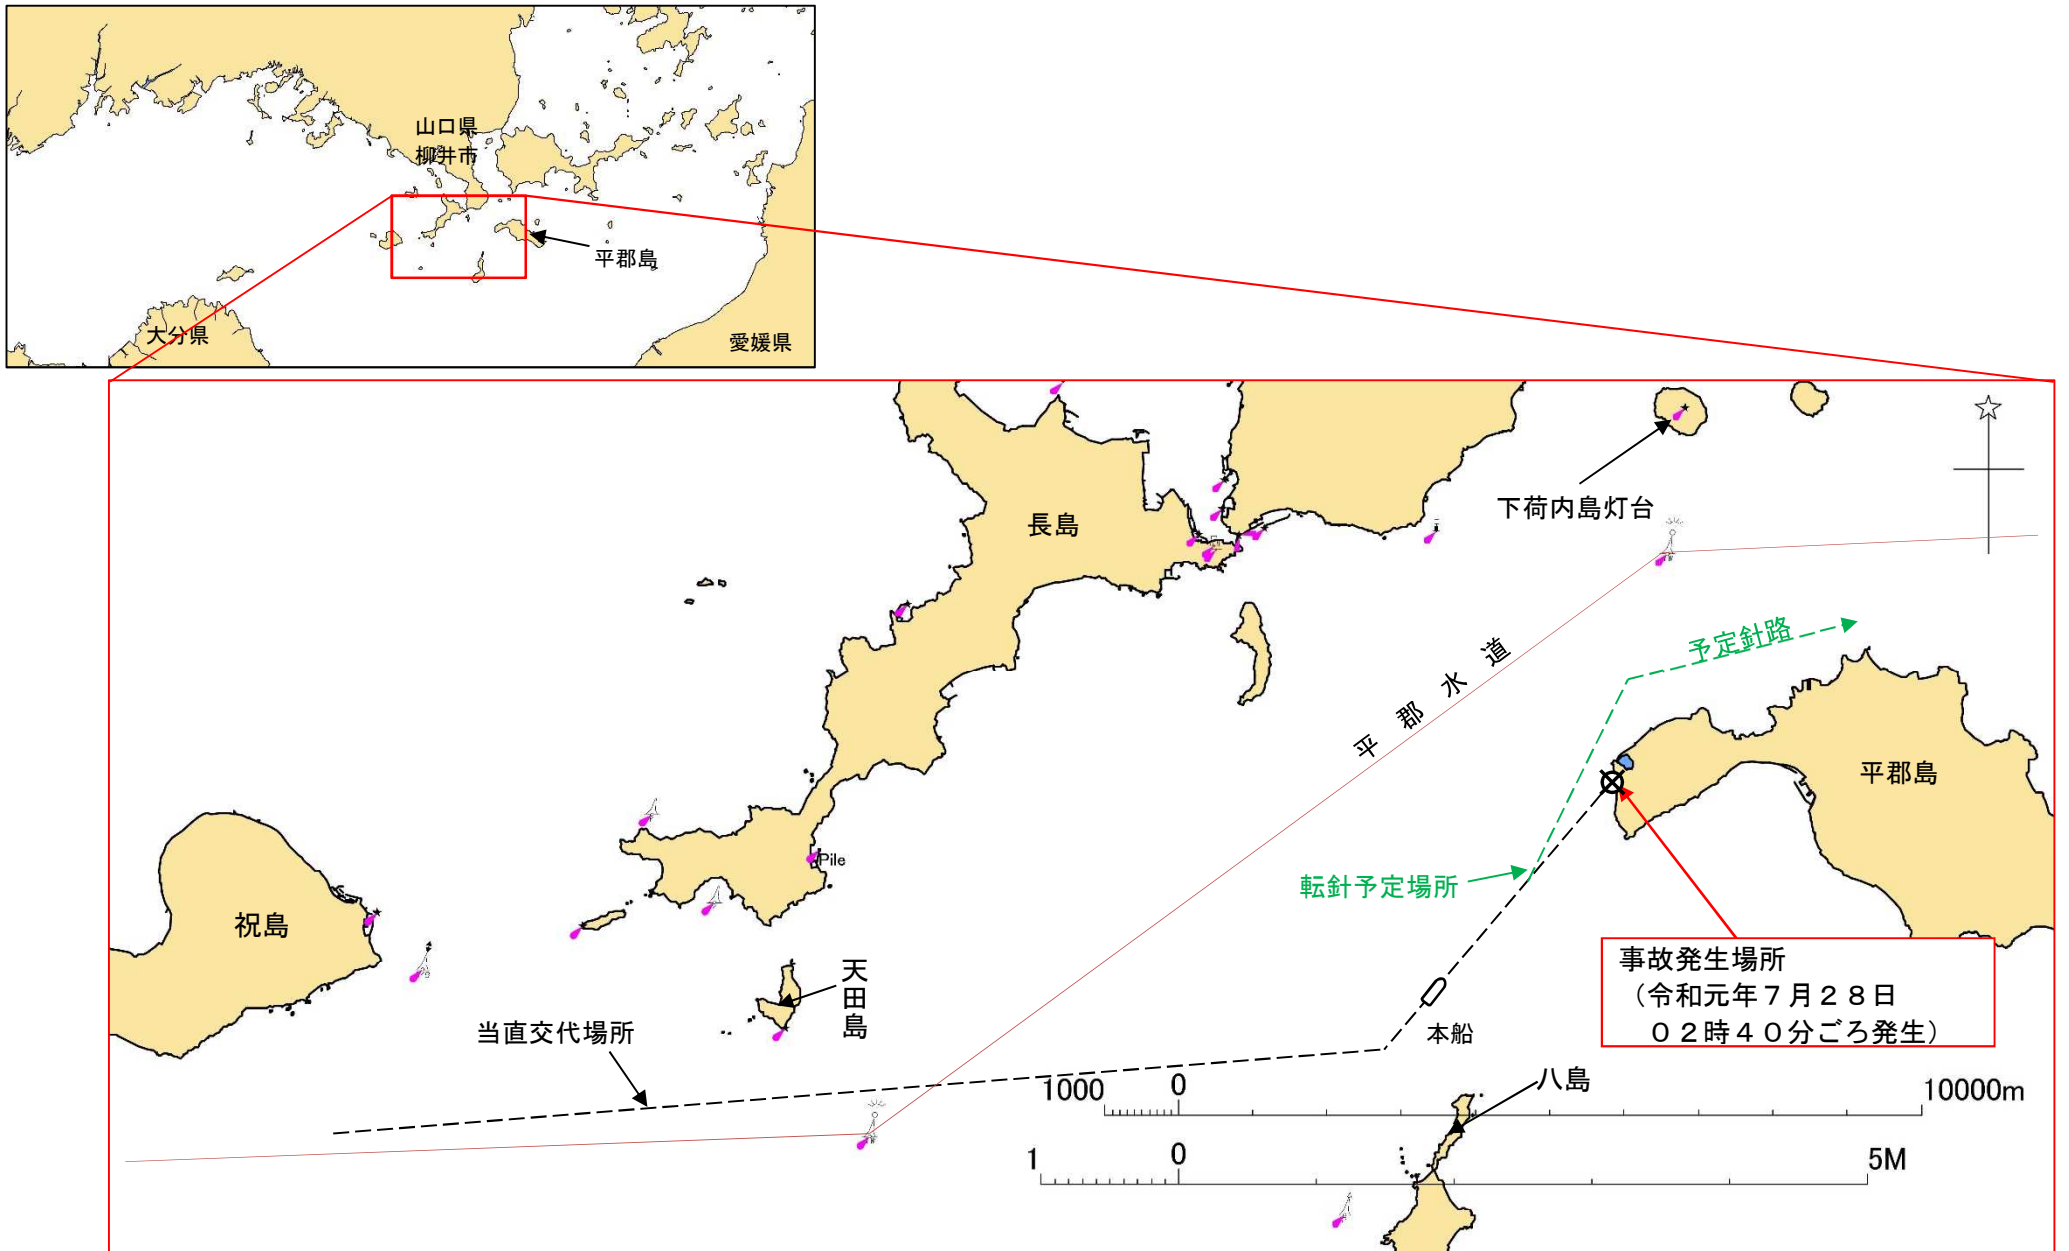 山口県
柳井市
平郡島
大分県
愛媛県
下荷内島灯台
長島
予定針路
平郡水道
平郡島
Pile
転針予定場所
祝島
天田島
事故発生場所
（令和元年７月２８日
０２時４０分ごろ発生）
当直交代場所
本船
八島
1000 0 10000m
1 0 5M